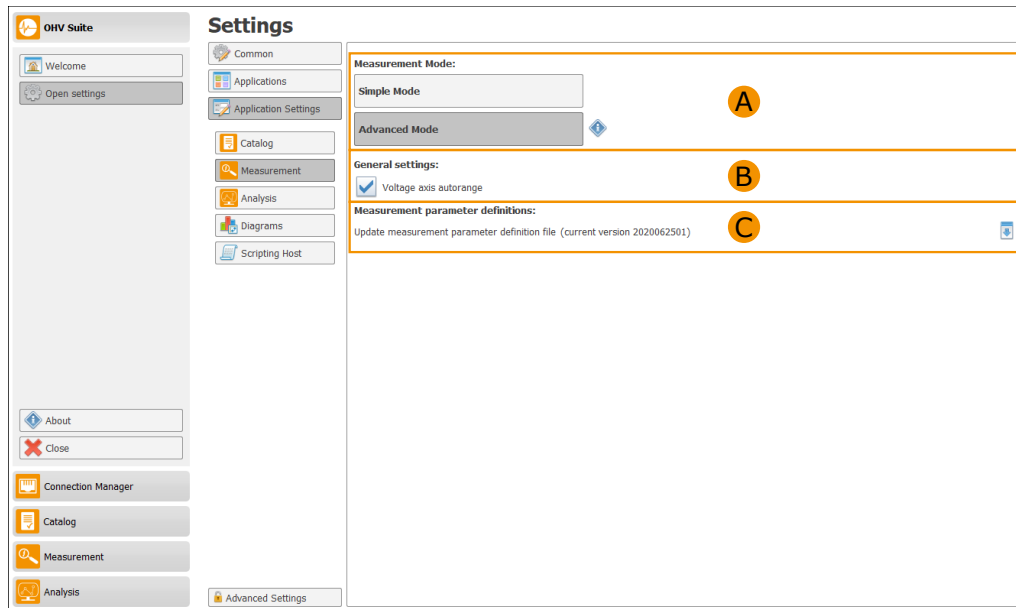 OHV Suite
Welcome
Open settings
About
Close
Connection Manager
Catalog
Measurement
Analysis
Settings
Common
Applications
Application Settings
Catalog
Measurement
Analysis
Diagrams
Scripting Host
Advanced Settings
Measurement Mode:
Simple Mode
Advanced Mode
A
General settings:
Voltage axis autorange
B
Measurement parameter definitions:
Update measurement parameter definition file (current version 2020062501)
C